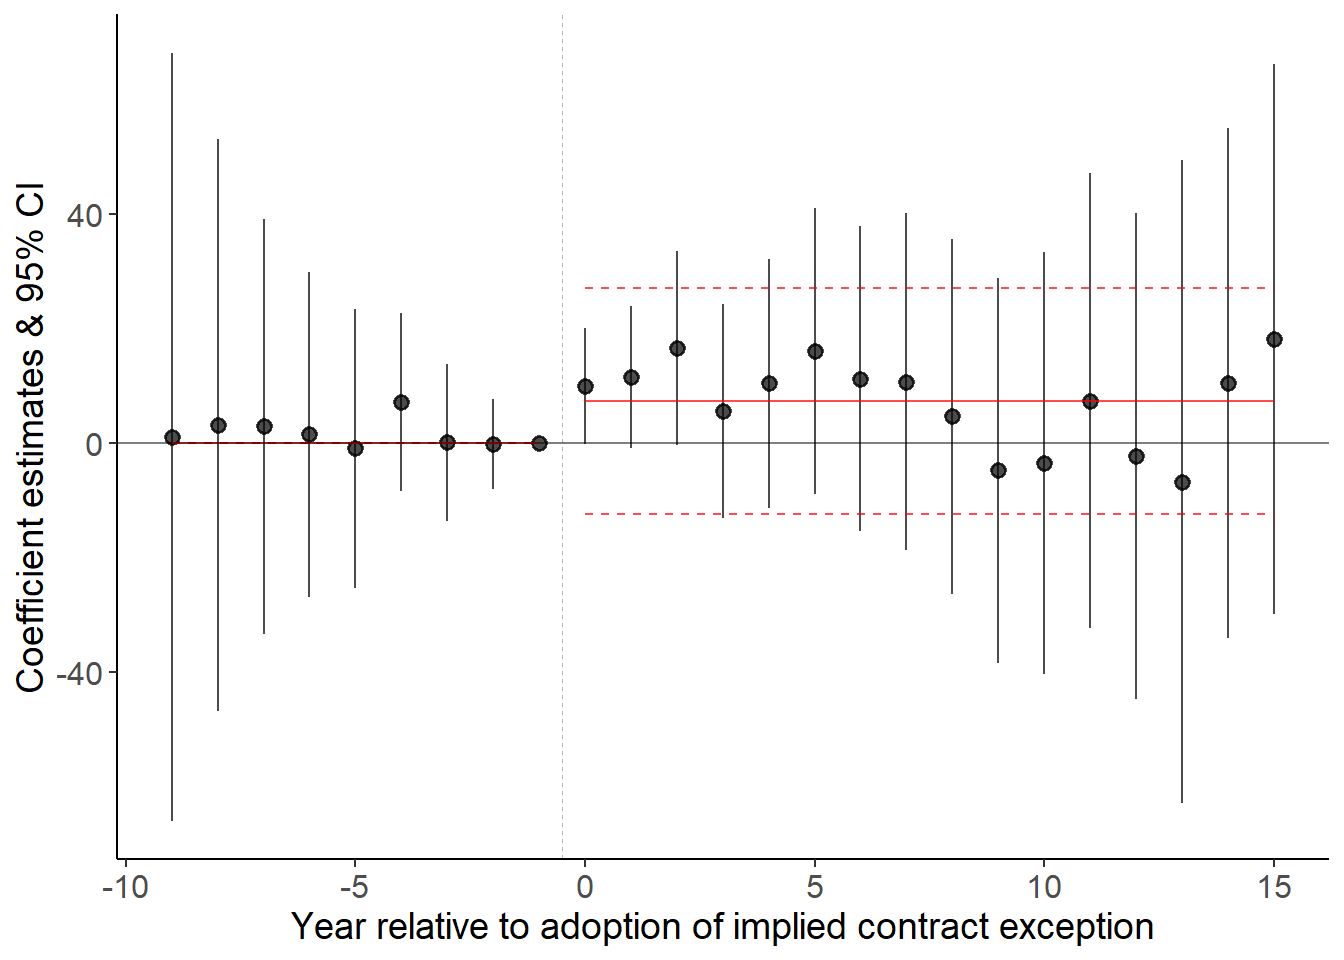 Coefficient estimates & 95% CI
40
0
-40
-10 -5 0 5 10 15
Year relative to adoption of implied contract exception